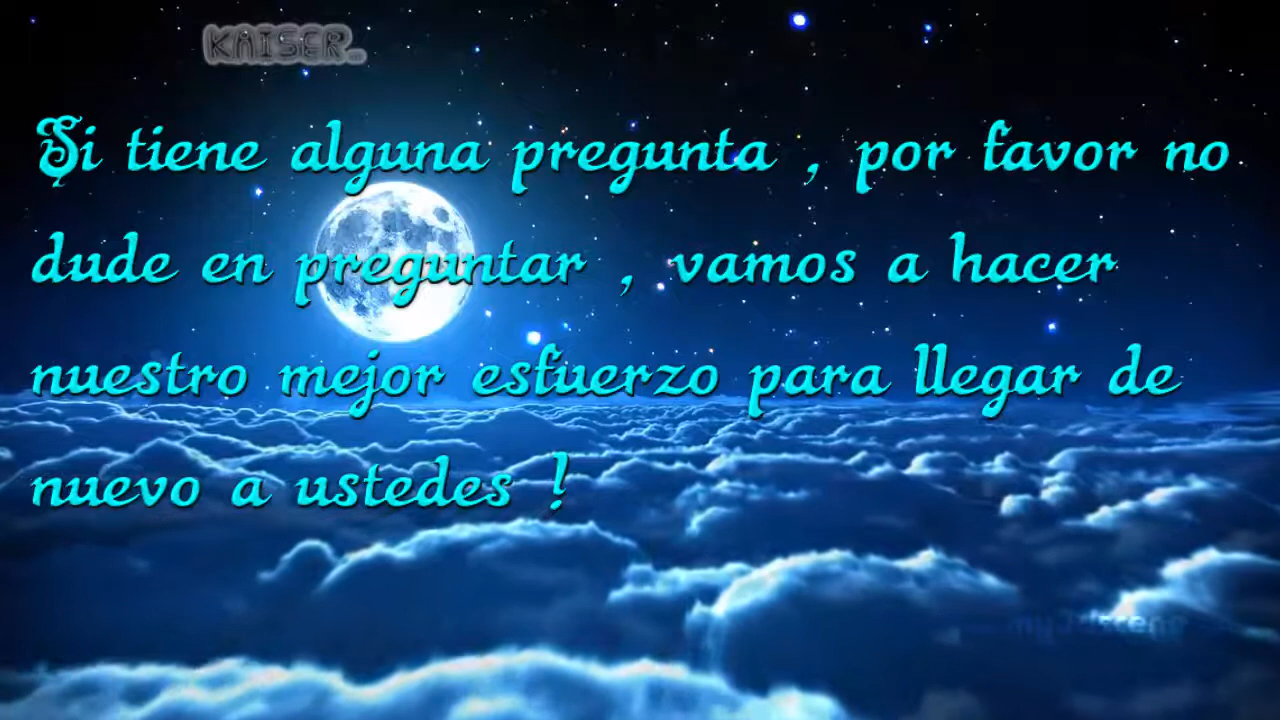 KAISER.
Si tiene alguna pregunta , por favor no
dude en preguntar , vamos a hacer
nuestro mejor esfuerzo para llegar de
nuevo a ustedes !